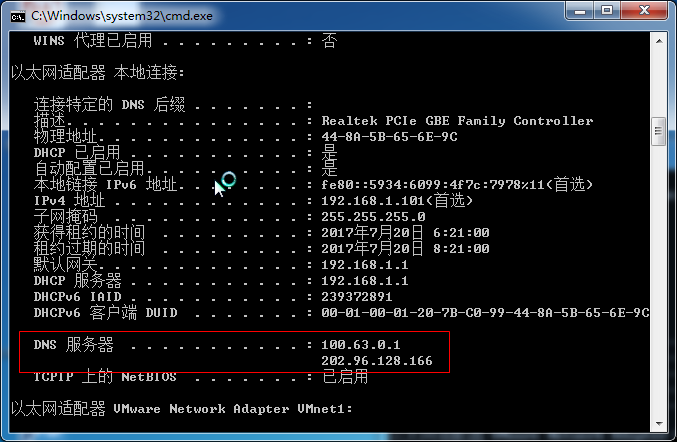 C:\Windows\system32\cmd.exe
WINS 代理已启用 . . . . . . . . . . : 否
以太网适配器 本地连接:
连接特定的 DNS 后缀 . . . . . . . :
描述. . . . . . . . . . . . . . . : Realtek PCIe GBE Family Controller
物理地址. . . . . . . . . . . . . : 44-8A-5B-65-6E-9C
DHCP 已启用 . . . . . . . . . . . : 是
自动配置已启用. . . . . . . . . . : 是
本地链接 IPv6 地址. . . . . . . . : fe80::5934:6099:4f7c:7978%11(首选)
IPv4 地址 . . . . . . . . . . . . : 192.168.1.101(首选)
子网掩码 . . . . . . . . . . . . : 255.255.255.0
获得租约的时间 . . . . . . . . . : 2017年7月20日 6:21:00
租约过期的时间 . . . . . . . . . : 2017年7月20日 8:21:00
默认网关. . . . . . . . . . . . . : 192.168.1.1
DHCP 服务器 . . . . . . . . . . . : 192.168.1.1
DHCPv6 IAID . . . . . . . . . . . : 239372891
DHCPv6 客户端 DUID . . . . . . . : 00-01-00-01-20-7B-C0-99-44-8A-5B-65-6E-9C
DNS 服务器 . . . . . . . . . . . : 100.63.0.1
202.96.128.166
TCPIP 上的 NetBIOS . . . . . . . : 已启用
以太网适配器 VMware Network Adapter VMnet1: